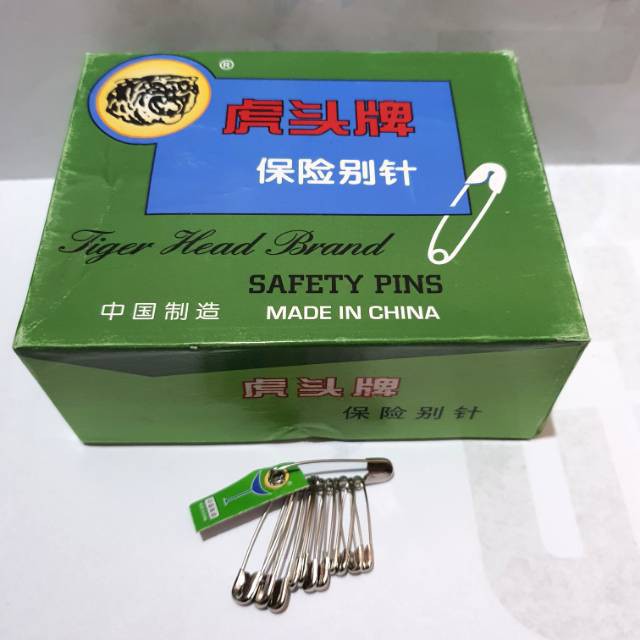 ®
虎头牌
保险别针
Tiger Head Brand
SAFETY PINS
中国制造 MADE IN CHINA
虎头牌
保险别针